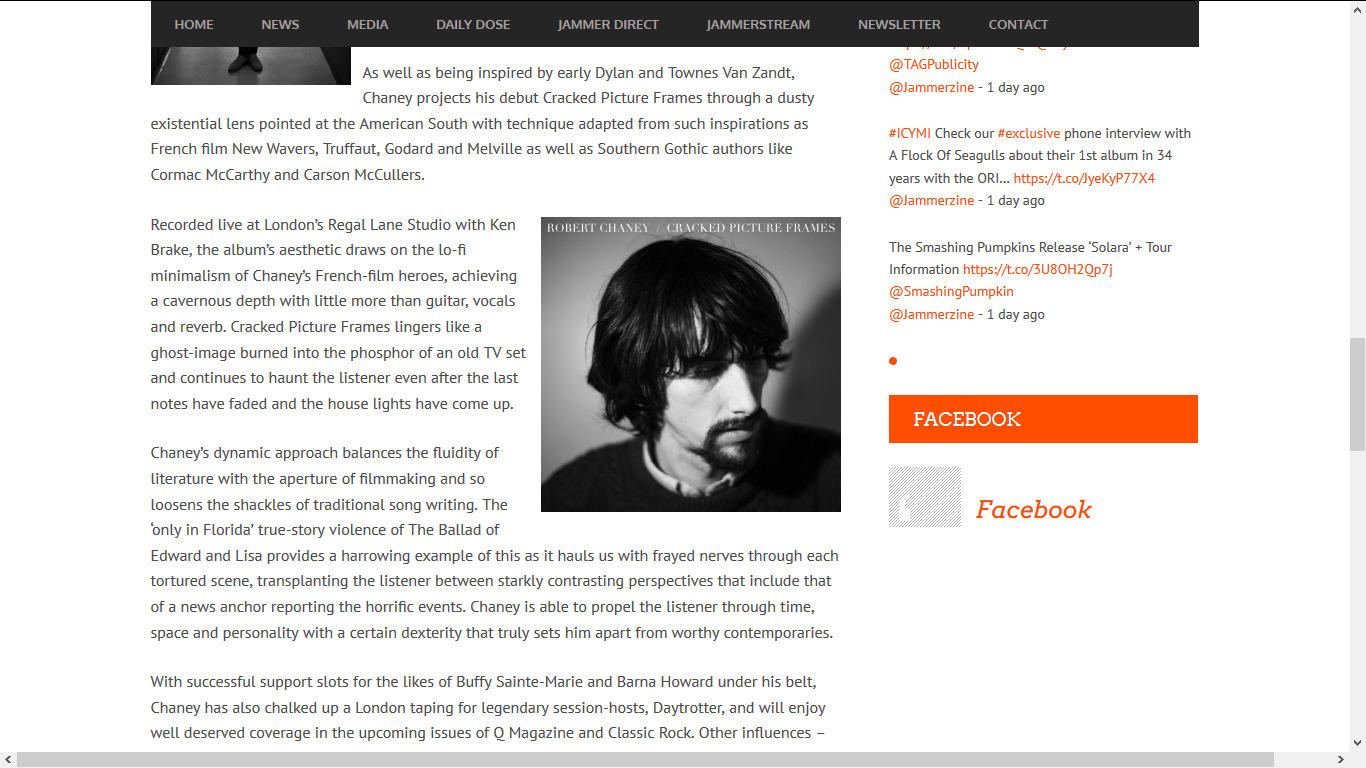 HOME NEWS MEDIA DAILY DOSE JAMMER DIRECT JAMMERSTREAM NEWSLETTER CONTACT
As well as being inspired by early Dylan and Townes Van Zandt,
Chaney projects his debut Cracked Picture Frames through a dusty
existential lens pointed at the American South with technique adapted from such inspirations as
French film New Wavers, Truffaut, Godard and Melville as well as Southern Gothic authors like
Cormac McCarthy and Carson McCullers.
Recorded live at London’s Regal Lane Studio with Ken
Brake, the album’s aesthetic draws on the lo-fi
minimalism of Chaney’s French-film heroes, achieving
a cavernous depth with little more than guitar, vocals
and reverb. Cracked Picture Frames lingers like a
ghost-image burned into the phosphor of an old TV set
and continues to haunt the listener even after the last
notes have faded and the house lights have come up.
ROBERT CHANEY / CRACKED PICTURE FRAMES
Chaney’s dynamic approach balances the fluidity of
literature with the aperture of filmmaking and so
loosens the shackles of traditional song writing. The
‘only in Florida’ true-story violence of The Ballad of
Edward and Lisa provides a harrowing example of this as it hauls us with frayed nerves through each
tortured scene, transplanting the listener between starkly contrasting perspectives that include that
of a news anchor reporting the horrific events. Chaney is able to propel the listener through time,
space and personality with a certain dexterity that truly sets him apart from worthy contemporaries.
With successful support slots for the likes of Buffy Sainte-Marie and Barna Howard under his belt,
Chaney has also chalked up a London taping for legendary session-hosts, Daytrotter, and will enjoy
well deserved coverage in the upcoming issues of Q Magazine and Classic Rock. Other influences –
@TAGPublicity
@Jammerzine - 1 day ago
#ICYMI Check our #exclusive phone interview with
A Flock Of Seagulls about their 1st album in 34
years with the ORI... https://t.co/JyeKyP77X4
@Jammerzine - 1 day ago
The Smashing Pumpkins Release ‘Solara’ + Tour
Information https://t.co/3U8OH2Qp7j
@SmashingPumpkin
@Jammerzine - 1 day ago
FACEBOOK
Facebook